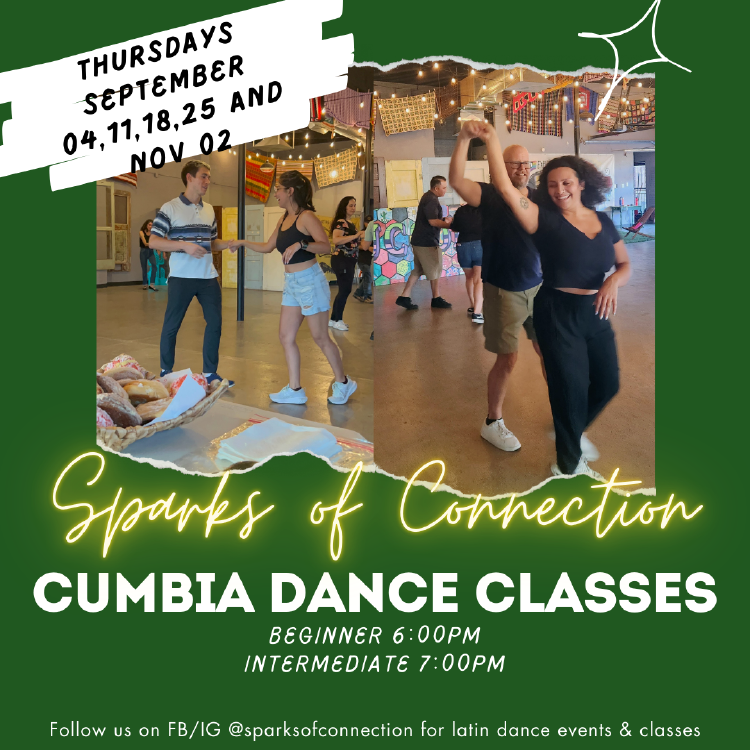 THURSDAYS
SEPTEMBER
04,11,18,25 AND
NOV 02
Sparks of Connection
CUMBIA DANCE CLASSES
BEGINNER 6:00PM
INTERMEDIATE 7:00PM
Follow us on FB/IG @sparksofconnection for latin dance events & classes